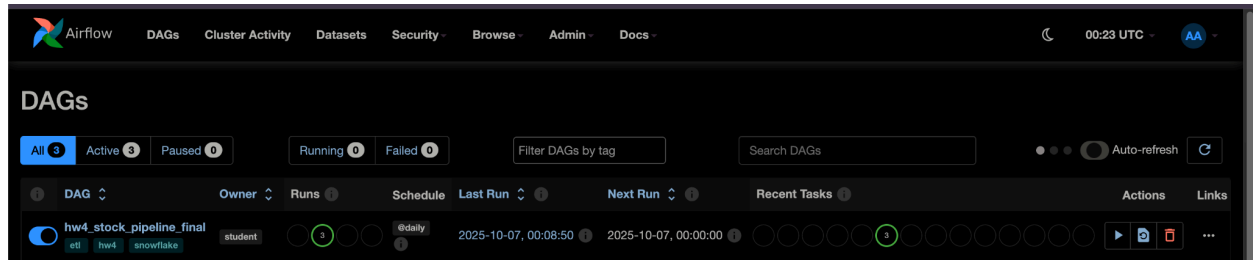 Airflow DAGs Cluster Activity Datasets Security Browse Admin Docs 00:23 UTC AA
DAGs
All 3 Active 3 Paused 0 Running 0 Failed 0 Filter DAGs by tag Search DAGs Auto-refresh
DAG Owner Runs Schedule Last Run Next Run Recent Tasks Actions Links
hw4_stock_pipeline_final student 3 @daily 2025-10-07, 00:08:50 2025-10-07, 00:00:00 3
etl hw4 snowflake